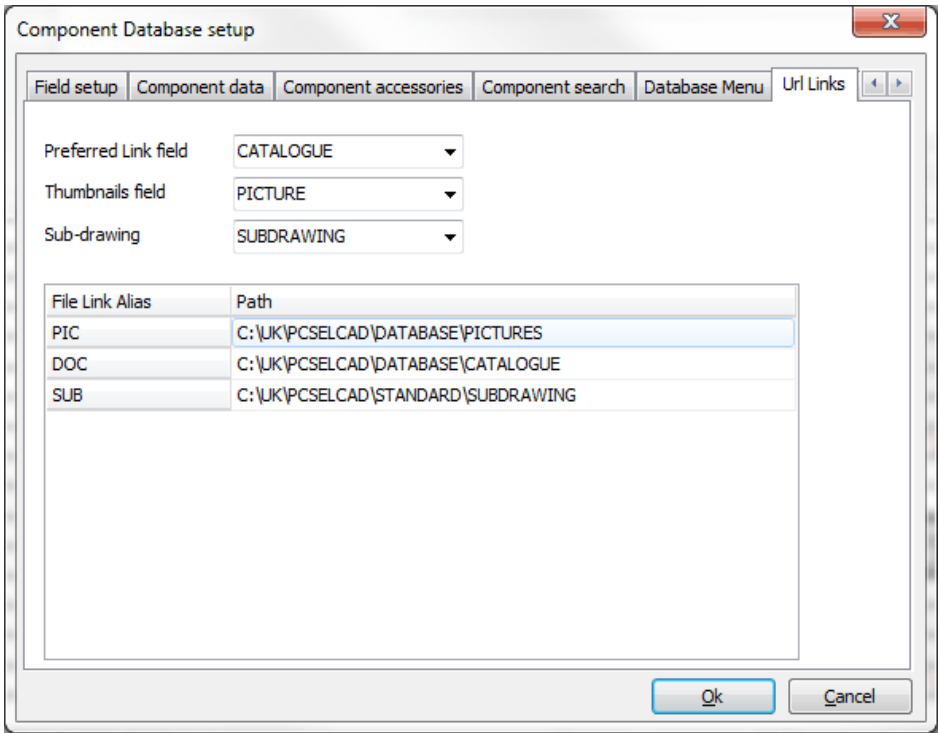 Component Database setup
Field setup Component data Component accessories Component search Database Menu Url Links
Preferred Link field CATALOGUE
Thumbnails field PICTURE
Sub-drawing SUBDRAWING
File Link Alias Path
PIC C:\UK\PCSELCAD\DATABASE\PICTURES
DOC C:\UK\PCSELCAD\DATABASE\CATALOGUE
SUB C:\UK\PCSELCAD\STANDARD\SUBDRAWING
Ok Cancel